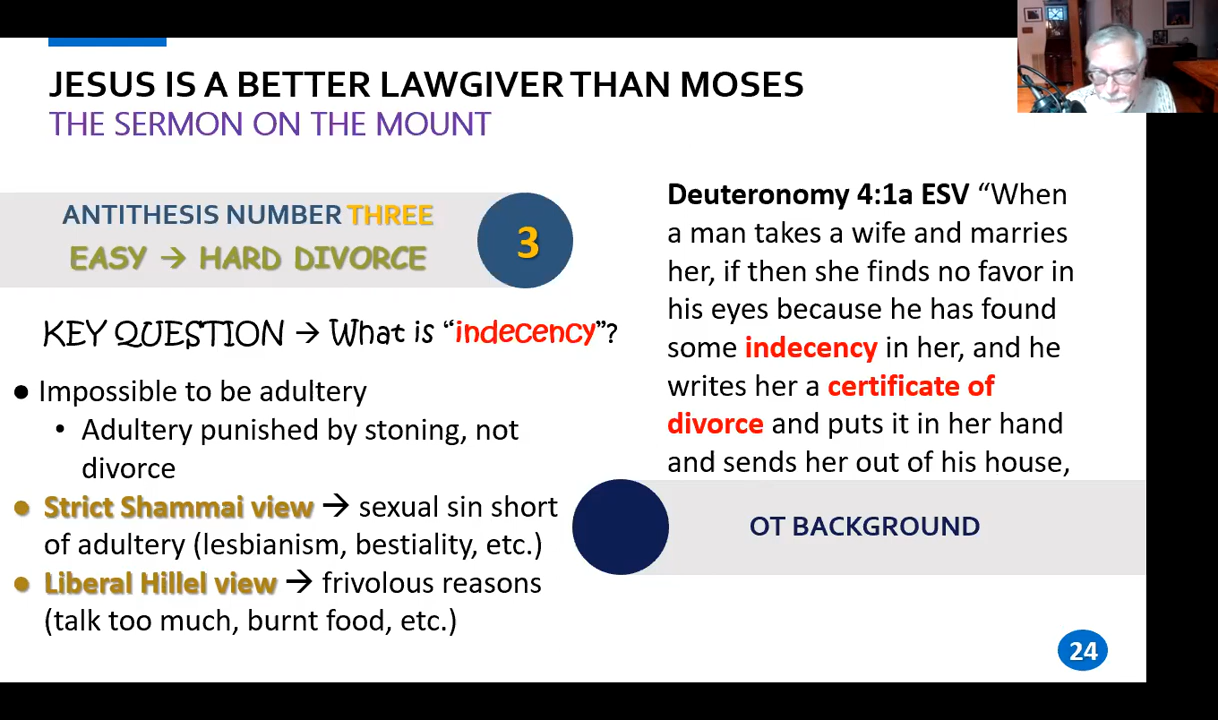 JESUS IS A BETTER LAWGIVER THAN MOSES
THE SERMON ON THE MOUNT
ANTITHESIS NUMBER THREE
EASY → HARD DIVORCE
3
KEY QUESTION → What is “indecency”?
● Impossible to be adultery
• Adultery punished by stoning, not
divorce
● Strict Shammai view → sexual sin short
of adultery (lesbianism, bestiality, etc.)
● Liberal Hillel view → frivolous reasons
(talk too much, burnt food, etc.)
Deuteronomy 4:1a ESV “When
a man takes a wife and marries
her, if then she finds no favor in
his eyes because he has found
some indecency in her, and he
writes her a certificate of
divorce and puts it in her hand
and sends her out of his house,
OT BACKGROUND
24